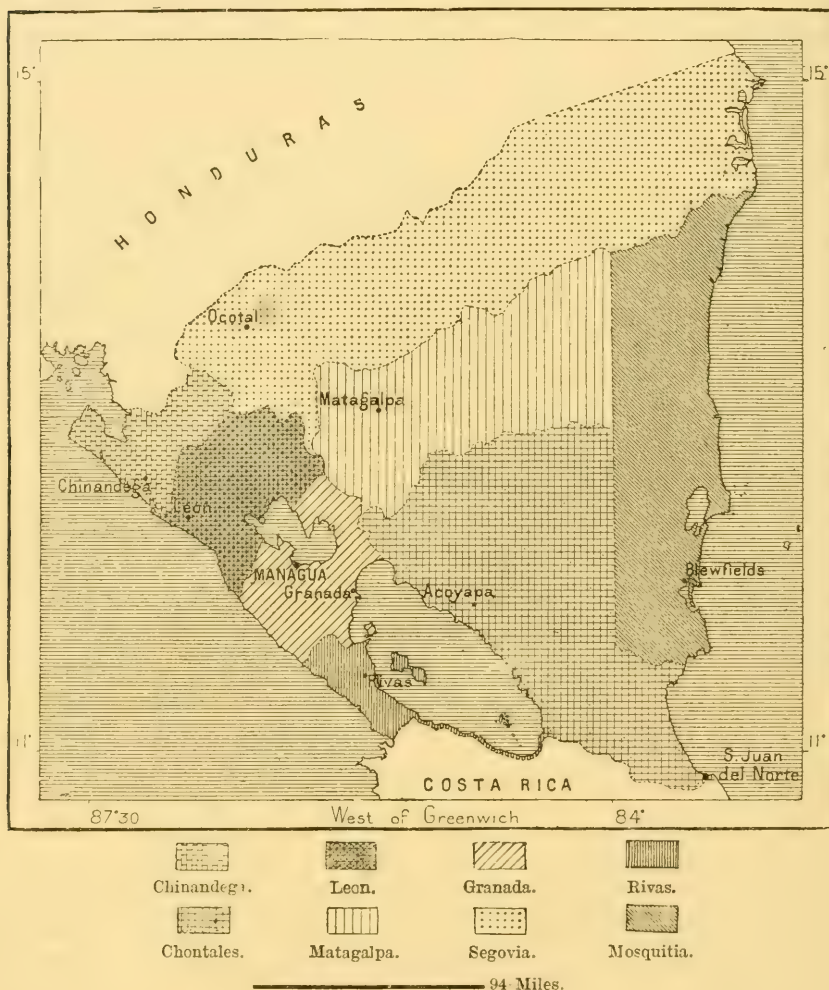 15°
15°
HONDURAS
Ocotal
Matagalpa
Chinandega
Leon
MANAGUA
Granada
Acoyapa
Blewfields
Rivas
11°
11°
S. Juan
del Norte
COSTA RICA
87°30
West of Greenwich
84°
Chinandega.
Leon.
Granada.
Rivas.
Chontales.
Matagalpa.
Segovia.
Mosquitia.
94 Miles.